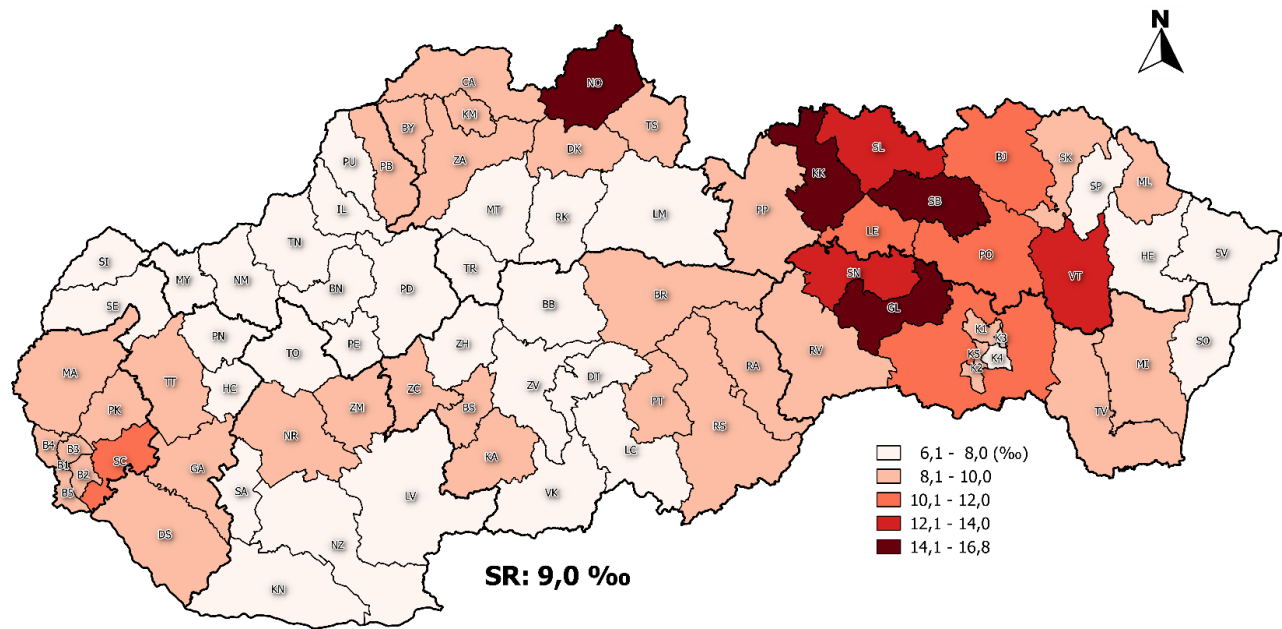 N
NO
CA
KM
TS
BY
DK
PU
PB
ZA
SL
BJ
SK
SP
ML
KK
SB
IL
MT
RK
LM
PP
LE
PO
HE
SV
TN
SI
MY
NM
BN
PD
TR
SN
VT
SE
BR
BB
GL
PN
TO
PE
ZH
K1
K3
SO
RV
K5
K4
MA
TT
HC
ZV
DT
RA
K2
MI
ZC
PK
NR
ZM
BS
PT
RS
TV
B4
B3
SC
B1
B2
GA
KA
LC
B5
SA
LV
VK
DS
NZ
KN
6,1 - 8,0 (‰)
8,1 - 10,0
10,1 - 12,0
12,1 - 14,0
14,1 - 16,8
SR: 9,0 ‰